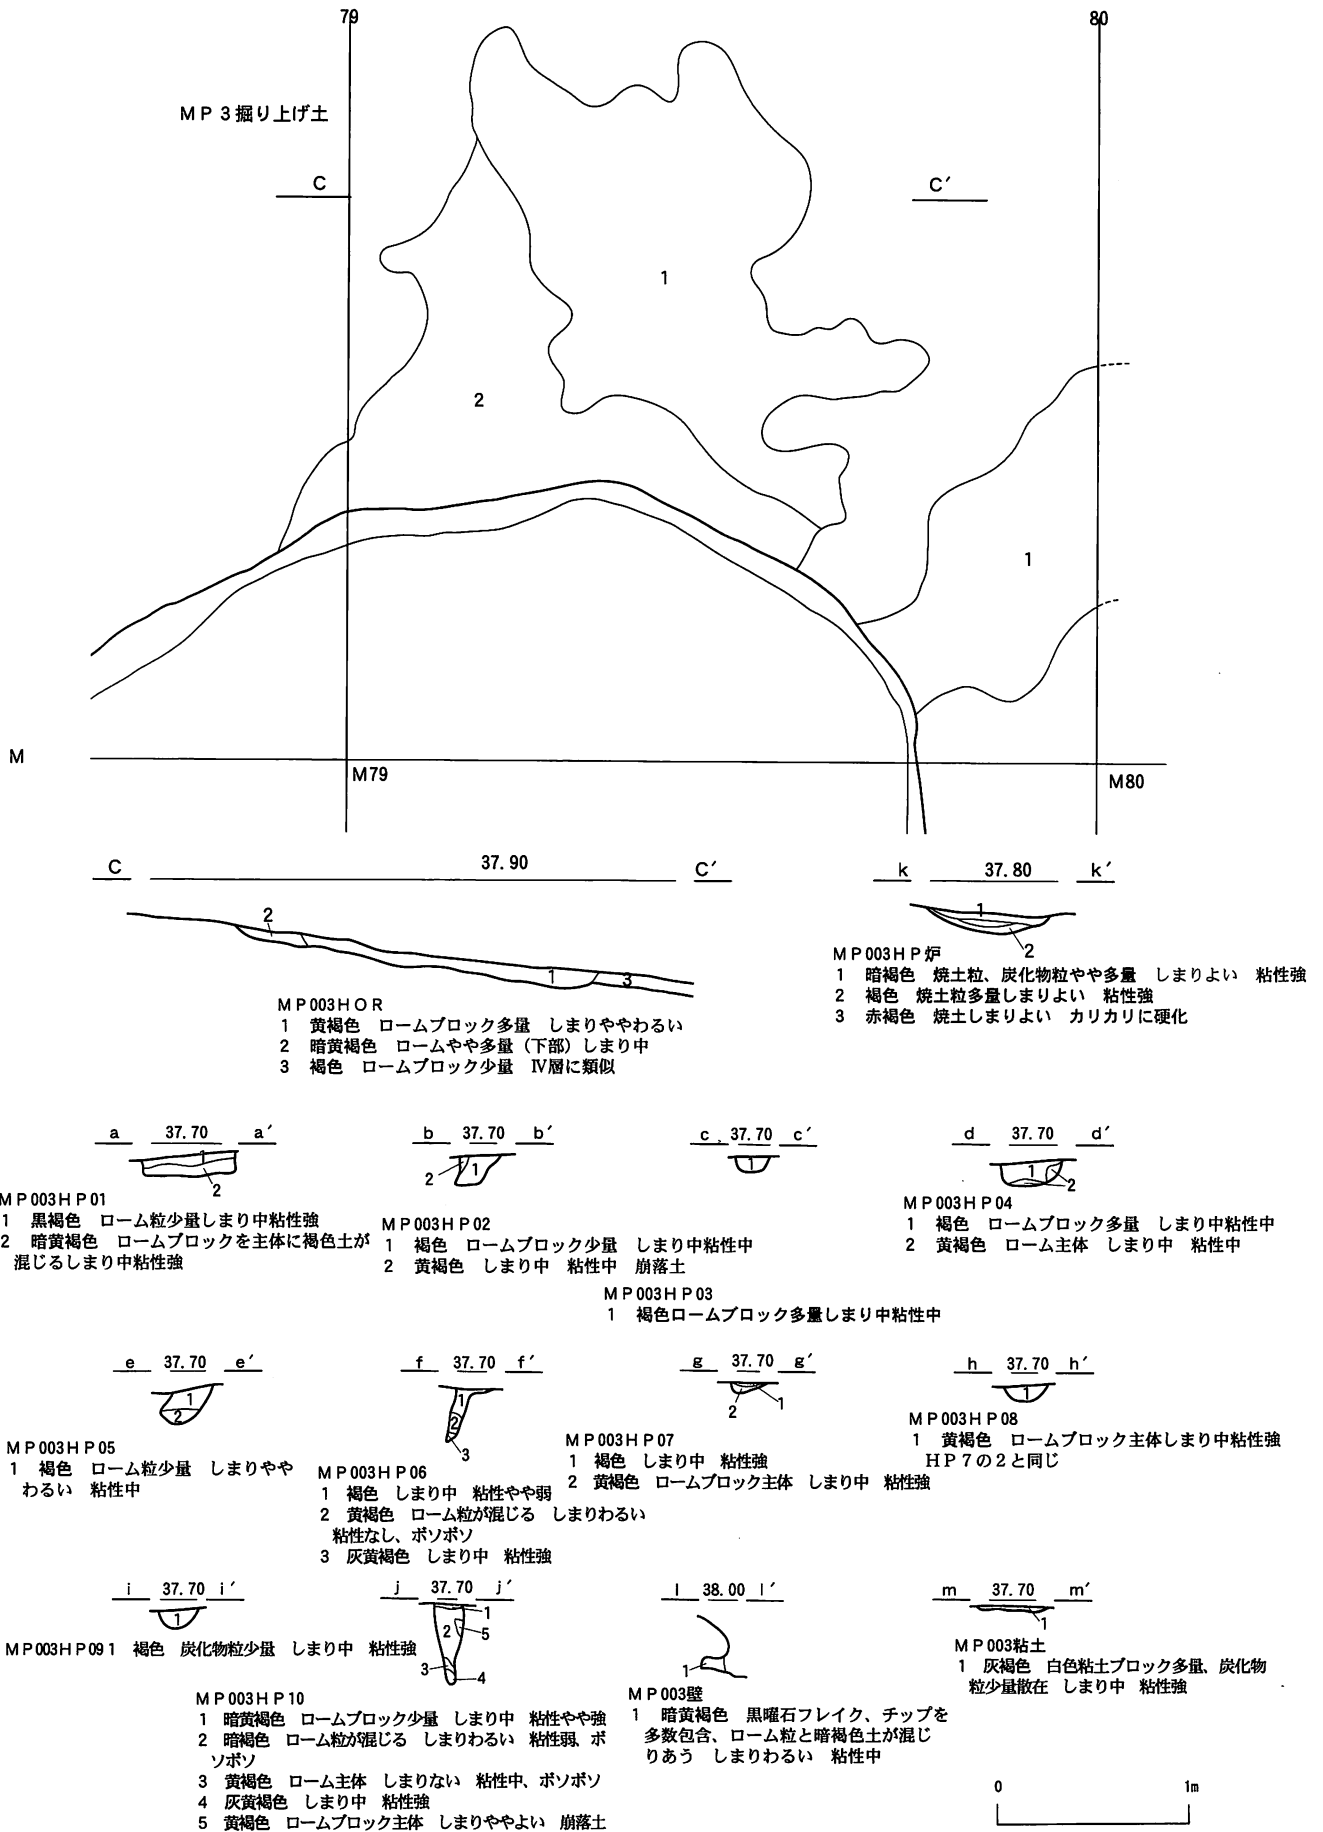 79
80
MP3掘り上げ土
C
C′
1
2
1
M
M79
M80
C 37.90 C′
2
1
3
MP003HOR
1 黄褐色 ロームブロック多量 しまりややわるい
2 暗黄褐色 ロームやや多量（下部）しまり中
3 褐色 ロームブロック少量 Ⅳ層に類似
k 37.80 k′
1
2
MP003HP炉
1 暗褐色 焼土粒、炭化物粒やや多量 しまりよい 粘性強
2 褐色 焼土粒多量しまりよい 粘性強
3 赤褐色 焼土しまりよい カリカリに硬化
a 37.70 a′
1
2
MP003HP01
1 黒褐色 ローム粒少量しまり中粘性強
2 暗黄褐色 ロームブロックを主体に褐色土が
混じるしまり中粘性強
b 37.70 b′
1
2
MP003HP02
1 褐色 ロームブロック少量 しまり中粘性中
2 黄褐色 しまり中 粘性中 崩落土
c 37.70 c′
1
MP003HP03
1 褐色ロームブロック多量しまり中粘性中
d 37.70 d′
1
2
MP003HP04
1 褐色 ロームブロック多量 しまり中粘性中
2 黄褐色 ローム主体 しまり中 粘性中
e 37.70 e′
1
2
MP003HP05
1 褐色 ローム粒少量 しまりやや
わるい 粘性中
f 37.70 f′
1
2
3
MP003HP06
1 褐色 しまり中 粘性やや弱
2 黄褐色 ローム粒が混じる しまりわるい
粘性なし、ボソボソ
3 灰黄褐色 しまり中 粘性強
g 37.70 g′
2
1
MP003HP07
1 褐色 しまり中 粘性強
2 黄褐色 ロームブロック主体 しまり中 粘性強
h 37.70 h′
1
MP003HP08
1 黄褐色 ロームブロック主体しまり中粘性強
HP7の2と同じ
i 37.70 i′
1
MP003HP09 1 褐色 炭化物粒少量 しまり中 粘性強
j 37.70 j′
1
2
5
3
4
MP003HP10
1 暗黄褐色 ロームブロック少量 しまり中 粘性やや強
2 暗褐色 ローム粒が混じる しまりわるい 粘性弱、ボ
ソボソ
3 黄褐色 ローム主体 しまりない 粘性中、ボソボソ
4 灰黄褐色 しまり中 粘性強
5 黄褐色 ロームブロック主体 しまりややよい 崩落土
l 38.00 l′
1
MP003壁
1 暗黄褐色 黒曜石フレイク、チップを
多数包含、ローム粒と暗褐色土が混じ
りあう しまりわるい 粘性中
m 37.70 m′
1
MP003粘土
1 灰褐色 白色粘土ブロック多量、炭化物
粒少量散在 しまり中 粘性強
0 1m